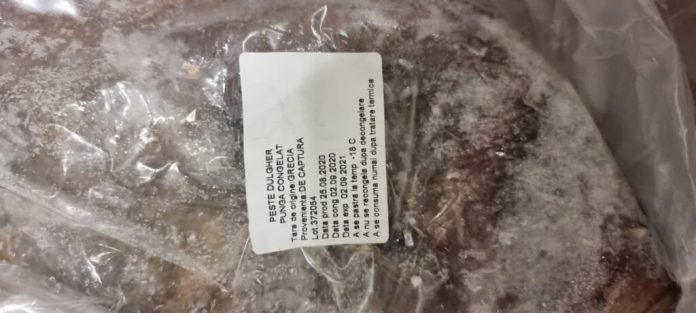 PESTE DULGHER
PUNGA CONGELAT
Tara de origine:GRECIA
Provenienta:DE CAPTURA
Lot:372054
Data prod 25.08.2020
Data cong 02.09.2020
Data exp 02.09.2021
A se pastra la temp -18 C
A nu se recongela dupa decongelare
A se consuma numai dupa tratare termica